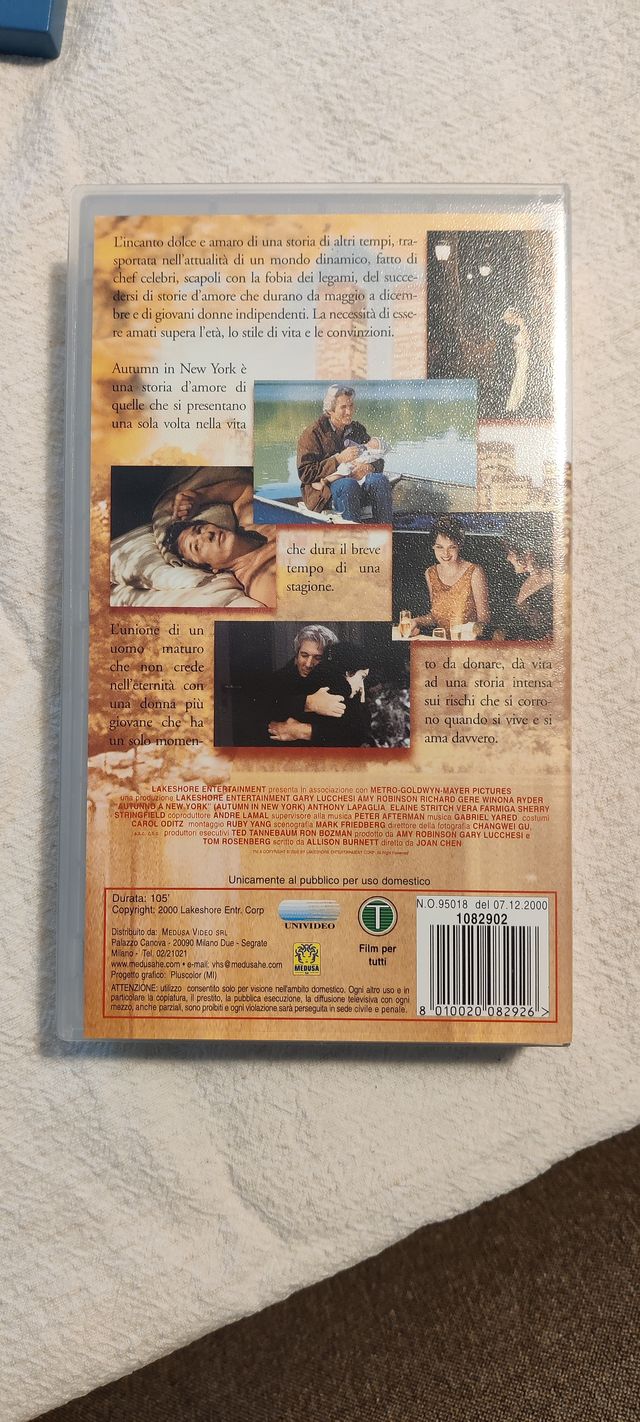 L'incanto dolce e amaro di una storia di altri tempi, tra-
sportata nell'attualità di un mondo dinamico, fatto di
chef celebri, scapoli con la fobia dei legami, del succe-
dersi di storie d'amore che durano da maggio a dicem-
bre e di giovani donne indipendenti. La necessità di esse-
re amati supera l'età, lo stile di vita e le convinzioni.
Autumn in New York è
una storia d'amore di
quelle che si presentano
una sola volta nella vita
che dura il breve
tempo di una
stagione.
L'unione di un
uomo maturo
che non crede
nell'eternità con
una donna più
giovane che ha
un solo momen-
to da donare, dà vita
ad una storia intensa
sui rischi che si corro-
no quando si vive e si
ama davvero.
LAKESHORE ENTERTAINMENT presenta in associazione con METRO-GOLDWYN-MAYER PICTURES
una produzione LAKESHORE ENTERTAINMENT GARY LUCCHESI AMY ROBINSON RICHARD GERE WINONA RYDER
"AUTUNNO A NEW YORK" (AUTUMN IN NEW YORK) ANTHONY LAPAGLIA ELAINE STRITCH VERA FARMIGA SHERRY
STRINGFIELD coproduttore ANDRE LAMAL supervisore alla musica PETER AFTERMAN musica GABRIEL YARED costumi
CAROL ODITZ montaggio RUBY YANG scenografia MARK FRIEDBERG direttore della fotografia CHANGWEI GU,
produttori esecutivi TED TANNEBAUM RON BOZMAN prodotto da AMY ROBINSON GARY LUCCHESI e
TOM ROSENBERG scritto da ALLISON BURNETT diretto da JOAN CHEN
Unicamente al pubblico per uso domestico
Durata: 105'
Copyright: 2000 Lakeshore Entr. Corp
Distribuito da: MEDUSA VIDEO SRL
Palazzo Canova - 20090 Milano Due - Segrate
Milano - Tel. 02/21021
www.medusahe.com • e-mail: vhs@medusahe.com
Progetto grafico: Pluscolor (MI)
UNIVIDEO
MEDUSA
T
Film per
tutti
ATTENZIONE: utilizzo consentito solo per visione nell'ambito domestico. Ogni altro uso e in
particolare la copiatura, il prestito, la pubblica esecuzione, la diffusione televisiva con ogni
mezzo, anche parziali, sono proibiti e ogni violazione sarà perseguita in sede civile e penale.
N.O.95018 del 07.12.2000
1082902
8 010020 082926 >